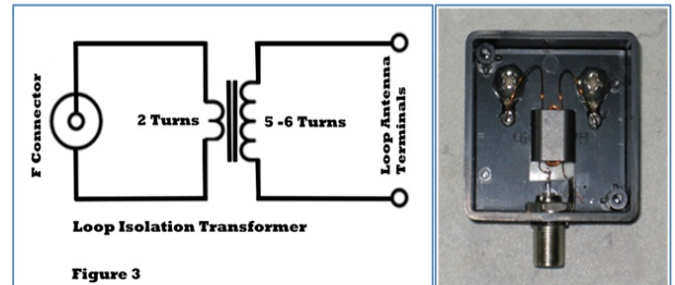 F Connector
2 Turns
5 -6 Turns
Loop Antenna
Terminals
Loop Isolation Transformer
Figure 3